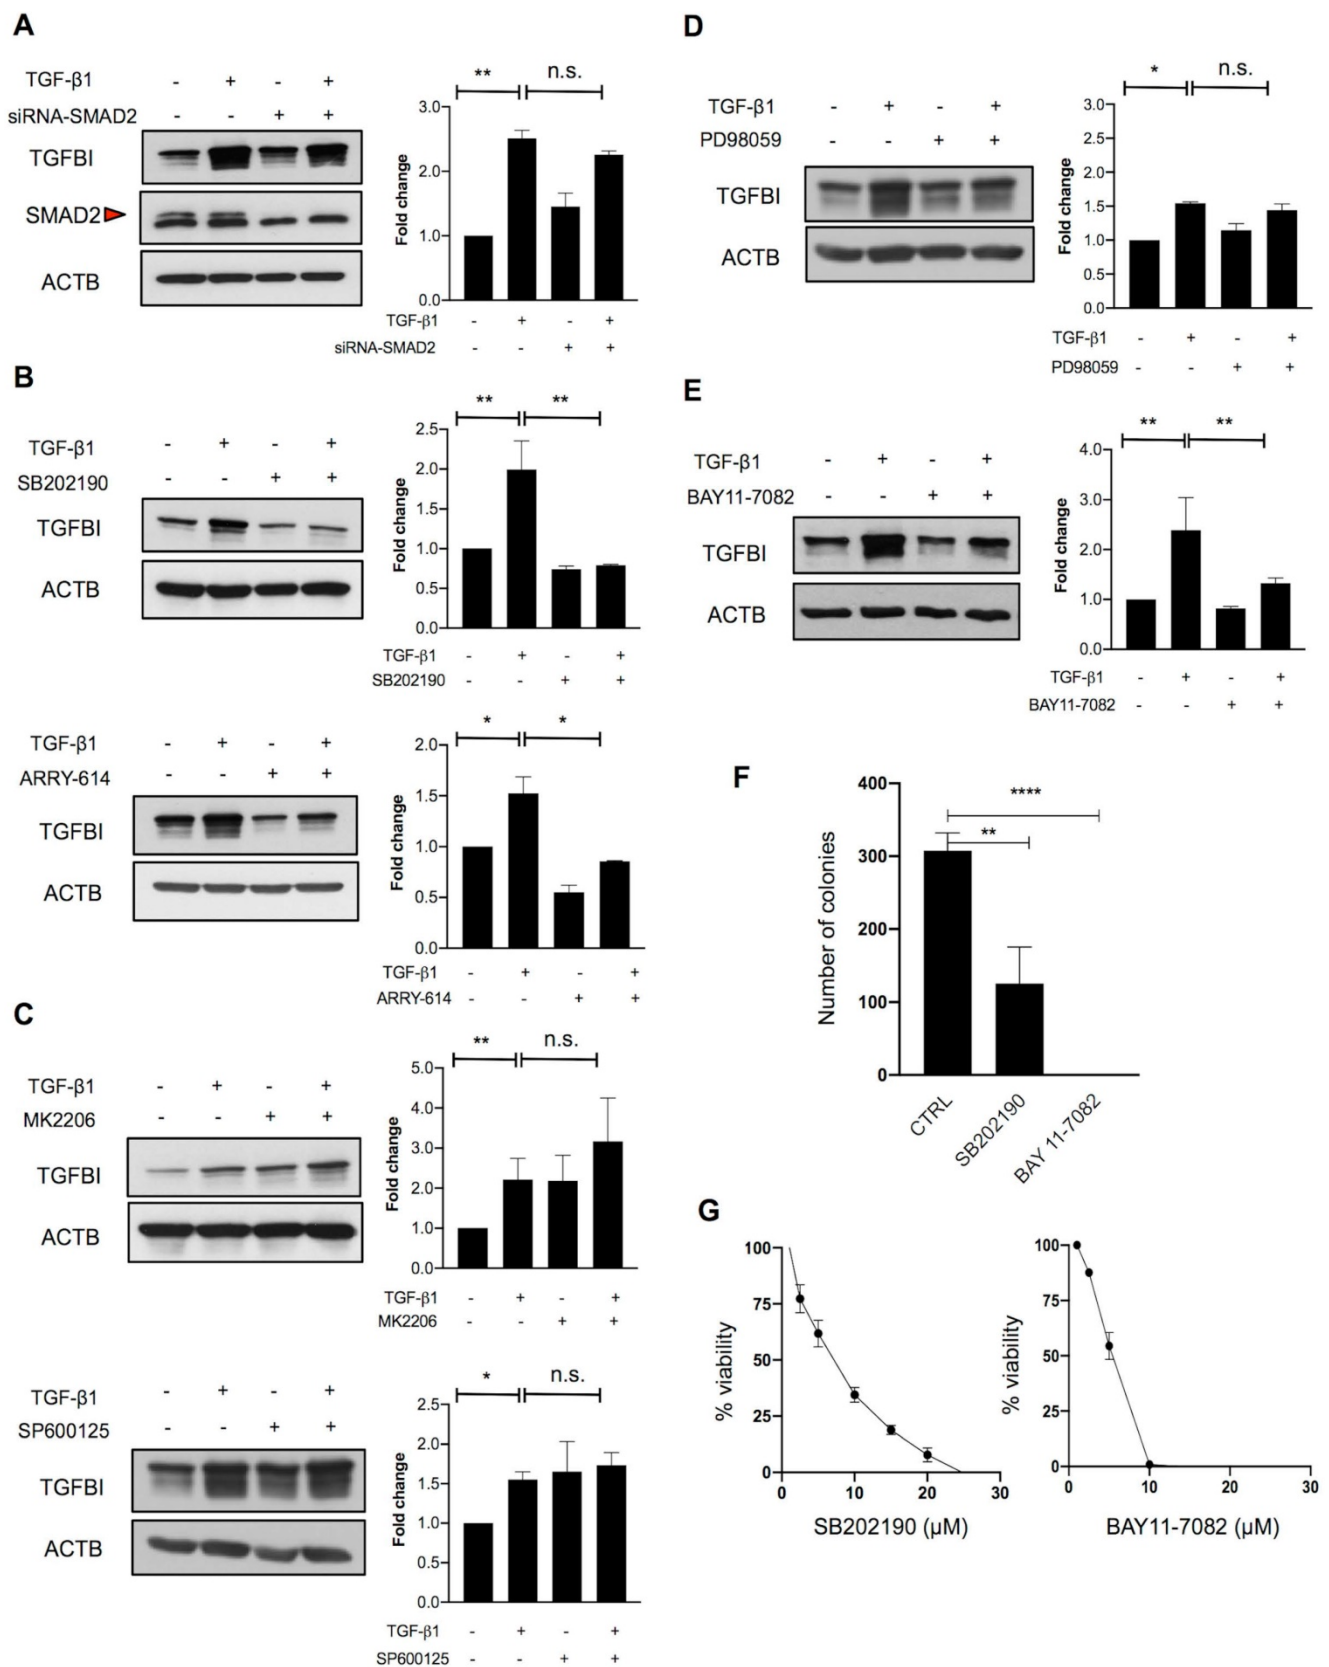 A
TGF-β1 - + - +
siRNA-SMAD2 - - + +
TGFBI
SMAD2
ACTB
** n.s.
Fold change
3.0
2.0
1.0
0.0
TGF-β1 - + - +
siRNA-SMAD2 - - + +
B
TGF-β1 - + - +
SB202190 - - + +
TGFBI
ACTB
** **
Fold change
2.5
2.0
1.5
1.0
0.5
0.0
TGF-β1 - + - +
SB202190 - - + +
TGF-β1 - + - +
ARRY-614 - - + +
TGFBI
ACTB
* *
Fold change
2.0
1.5
1.0
0.5
0.0
TGF-β1 - + - +
ARRY-614 - - + +
C
TGF-β1 - + - +
MK2206 - - + +
TGFBI
ACTB
** n.s.
Fold change
5.0
4.0
3.0
2.0
1.0
0.0
TGF-β1 - + - +
MK2206 - - + +
TGF-β1 - + - +
SP600125 - - + +
TGFBI
ACTB
* n.s.
Fold change
2.5
2.0
1.5
1.0
0.5
0.0
TGF-β1 - + - +
SP600125 - - + +
D
TGF-β1 - + - +
PD98059 - - + +
TGFBI
ACTB
* n.s.
Fold change
3.0
2.5
2.0
1.5
1.0
0.5
0.0
TGF-β1 - + - +
PD98059 - - + +
E
TGF-β1 - + - +
BAY11-7082 - - + +
TGFBI
ACTB
** **
Fold change
4.0
3.0
2.0
1.0
0.0
TGF-β1 - + - +
BAY11-7082 - - + +
F
****
**
Number of colonies
400
300
200
100
0
CTRL
SB202190
BAY 11-7082
G
% viability
100
75
50
25
0
0 10 20 30
SB202190 (μM)
% viability
100
75
50
25
0
0 10 20 30
BAY11-7082 (μM)